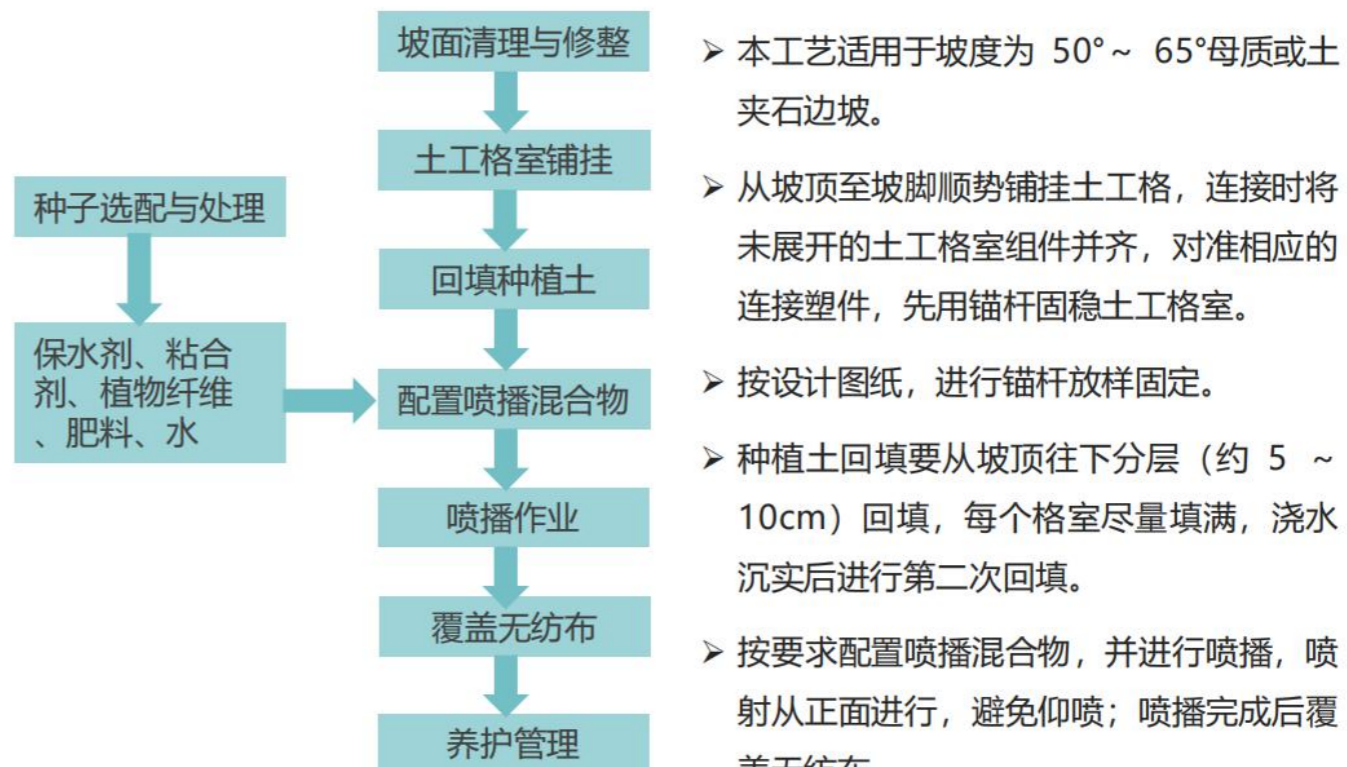 坡面清理与修整
土工格室铺挂
种子选配与处理
回填种植土
保水剂、粘合
剂、植物纤维
、肥料、水
配置喷播混合物
喷播作业
覆盖无纺布
养护管理
➢ 本工艺适用于坡度为 50°~ 65°母质或土
夹石边坡。
➢ 从坡顶至坡脚顺势铺挂土工格，连接时将
未展开的土工格室组件并齐，对准相应的
连接塑件，先用锚杆固稳土工格室。
➢ 按设计图纸，进行锚杆放样固定。
➢ 种植土回填要从坡顶往下分层（约 5 ~
10cm）回填，每个格室尽量填满，浇水
沉实后进行第二次回填。
➢ 按要求配置喷播混合物，并进行喷播，喷
射从正面进行，避免仰喷；喷播完成后覆
盖无纺布